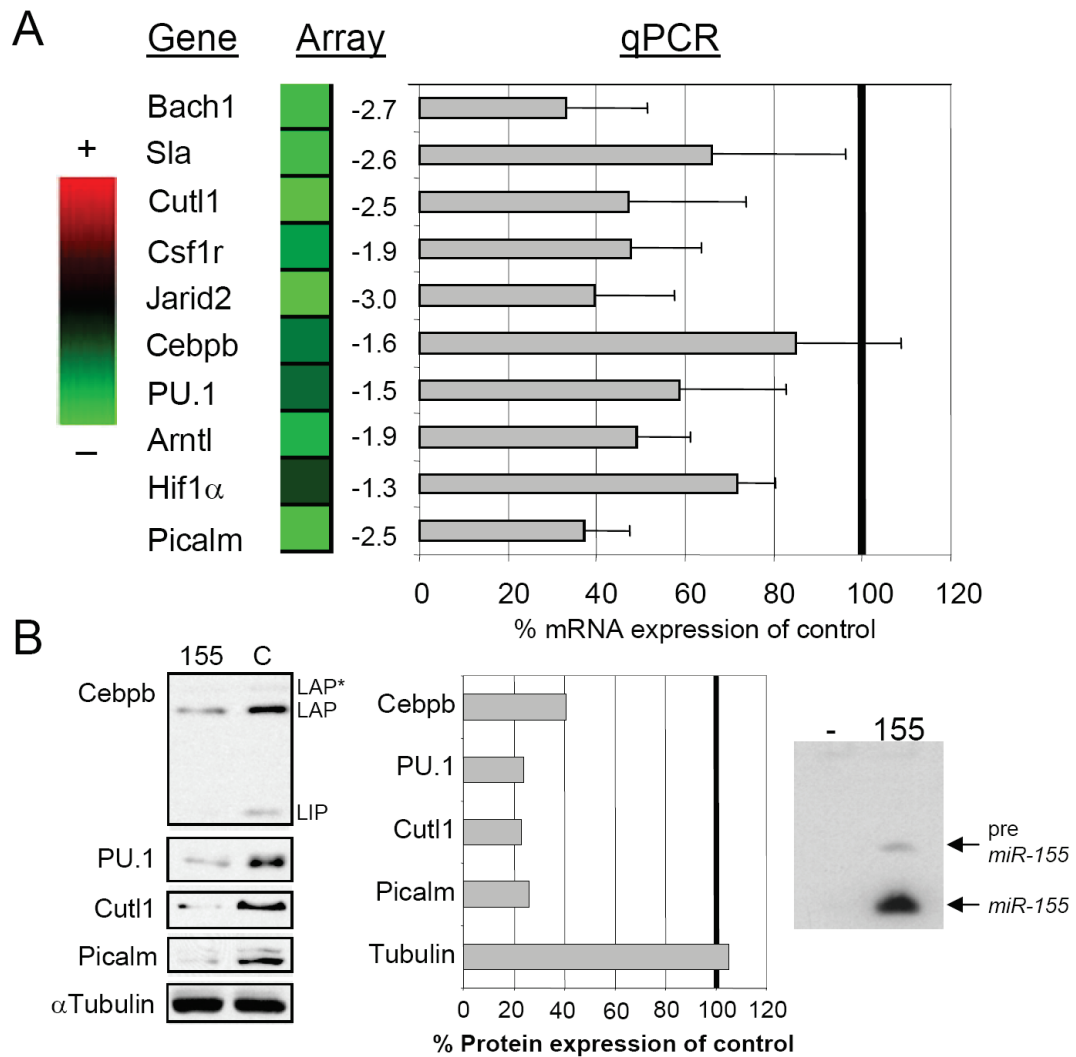 A
Gene Array qPCR
+
–
Bach1 -2.7
Sla -2.6
Cutl1 -2.5
Csf1r -1.9
Jarid2 -3.0
Cebpb -1.6
PU.1 -1.5
Arntl -1.9
Hif1α -1.3
Picalm -2.5
0 20 40 60 80 100 120
% mRNA expression of control
B
155 C
Cebpb
LAP*
LAP
LIP
PU.1
Cutl1
Picalm
αTubulin
Cebpb
PU.1
Cutl1
Picalm
Tubulin
0 20 40 60 80 100 120
% Protein expression of control
- 155
pre
miR-155
miR-155